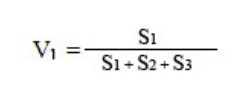 V₁ = S₁ / (S₁ + S₂ + S₃)